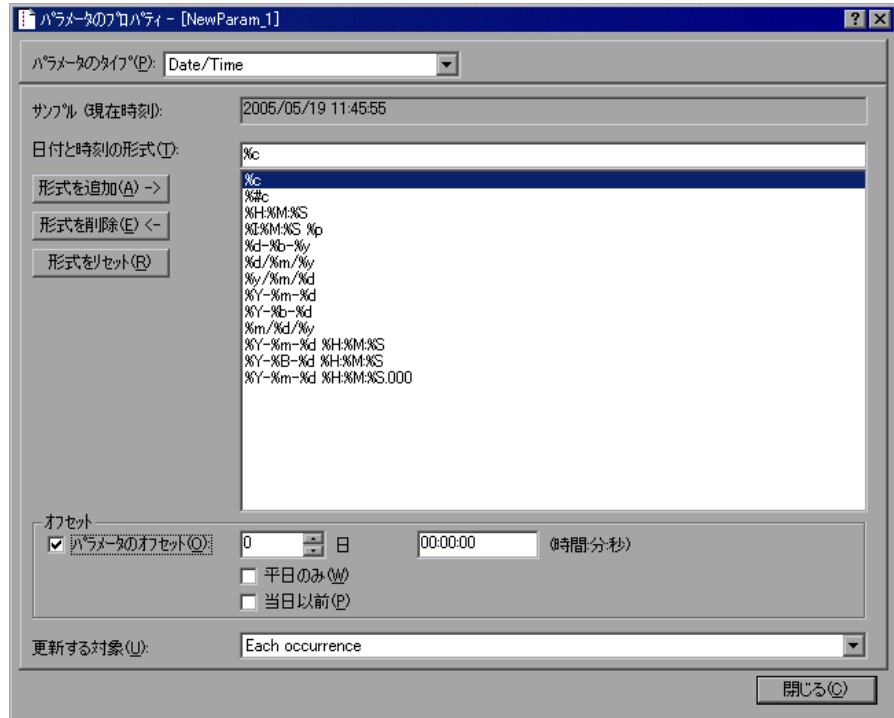 パラメータのプロパティ - [NewParam_1]
パラメータのタイプ(P): Date/Time
サンプル (現在時刻): 2005/05/19 11:45:55
日付と時刻の形式(T): %c
形式を追加(A) ->
形式を削除(E) <-
形式をリセット(R)
%c
%#c
%H:%M:%S
%I:%M:%S %p
%d-%b-%y
%d/%m/%y
%y/%m/%d
%Y-%m-%d
%Y-%b-%d
%m/%d/%y
%Y-%m-%d %H:%M:%S
%Y-%B-%d %H:%M:%S
%Y-%m-%d %H:%M:%S.000
オフセット
パラメータのオフセット(O): 0 日 00:00:00 (時間:分:秒)
平日のみ(W)
当日以前(P)
更新する対象(U): Each occurrence
閉じる(C)